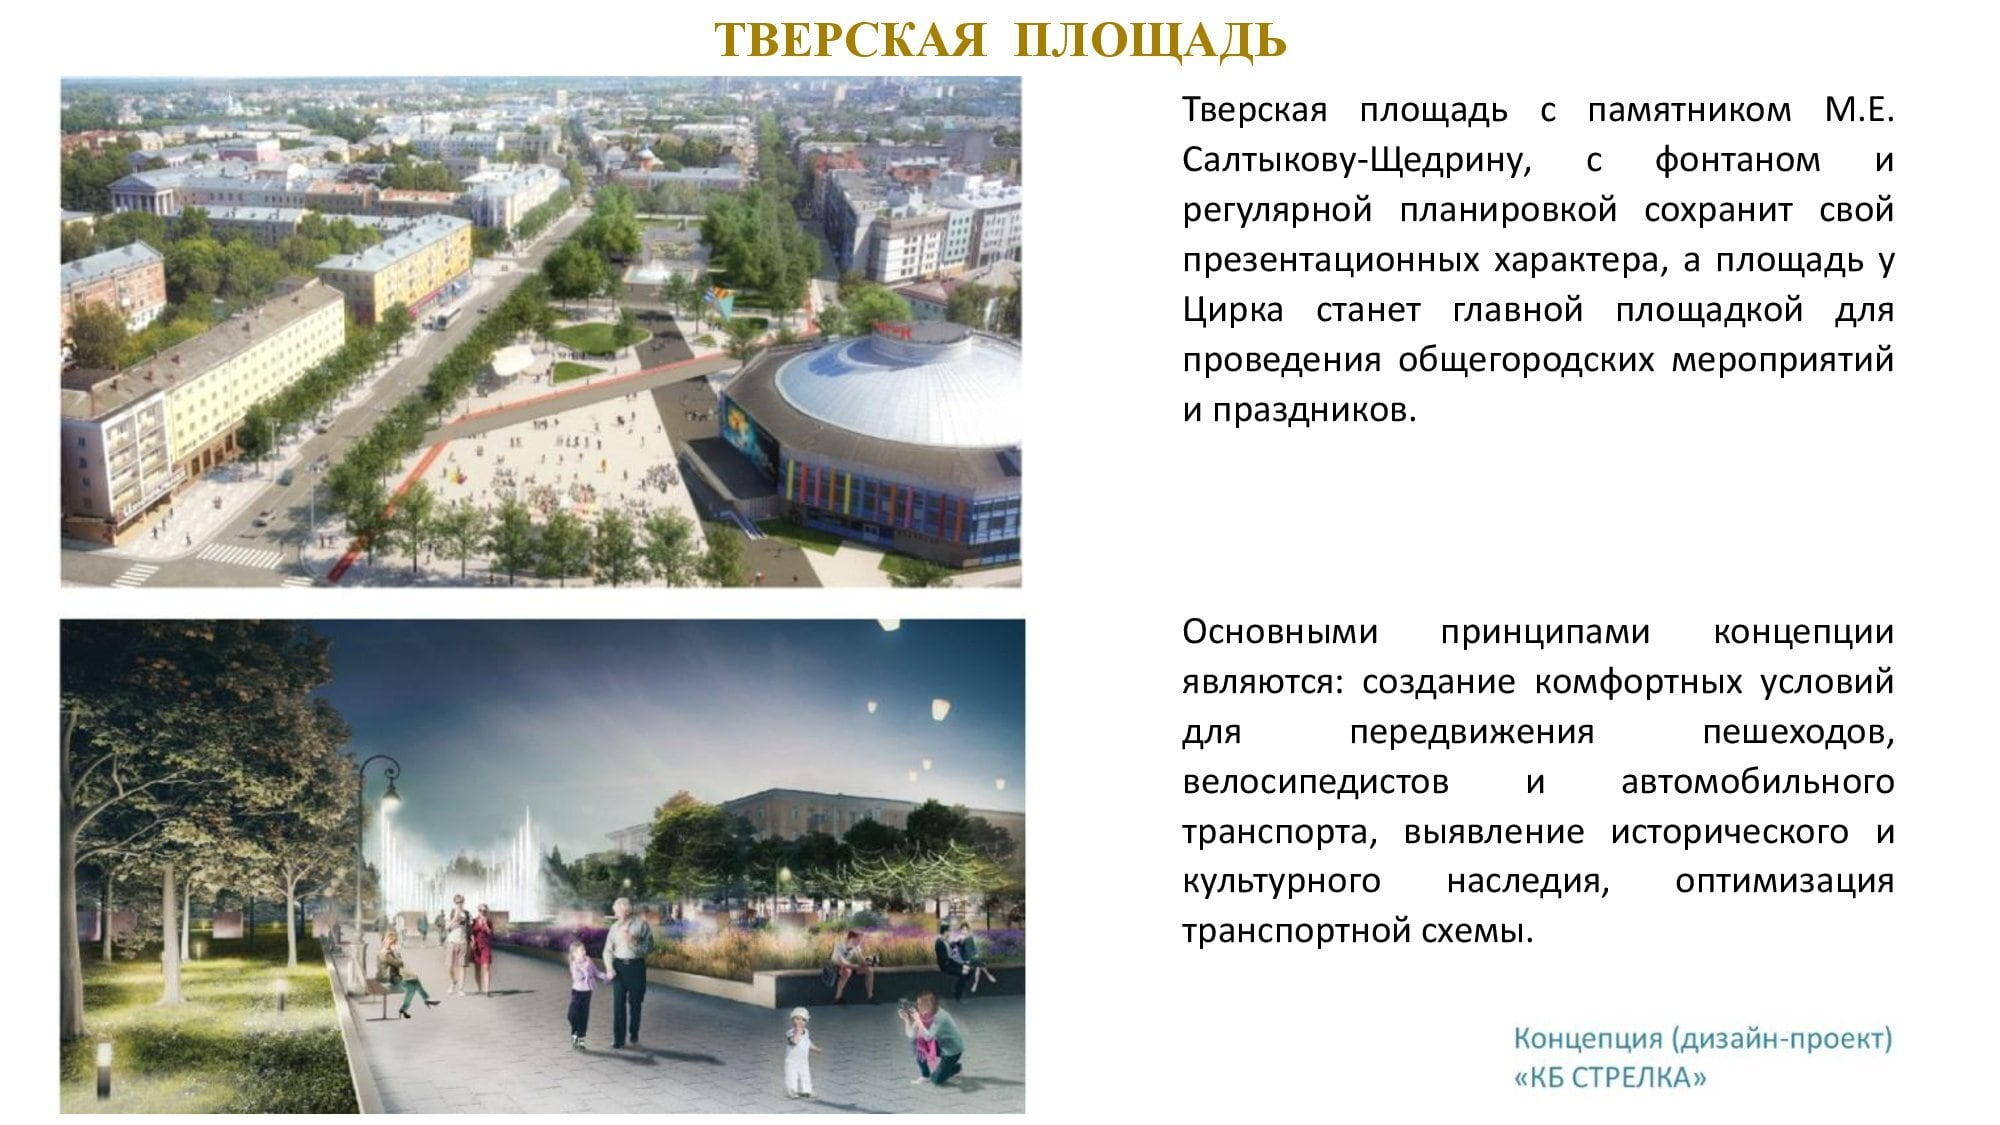 ТВЕРСКАЯ ПЛОЩАДЬ
Тверская площадь с памятником М.Е.
Салтыкову-Щедрину, с фонтаном и
регулярной планировкой сохранит свой
презентационных характера, а площадь у
Цирка станет главной площадкой для
проведения общегородских мероприятий
и праздников.
Основными принципами концепции
являются: создание комфортных условий
для передвижения пешеходов,
велосипедистов и автомобильного
транспорта, выявление исторического и
культурного наследия, оптимизация
транспортной схемы.
Концепция (дизайн-проект)
«КБ СТРЕЛКА»